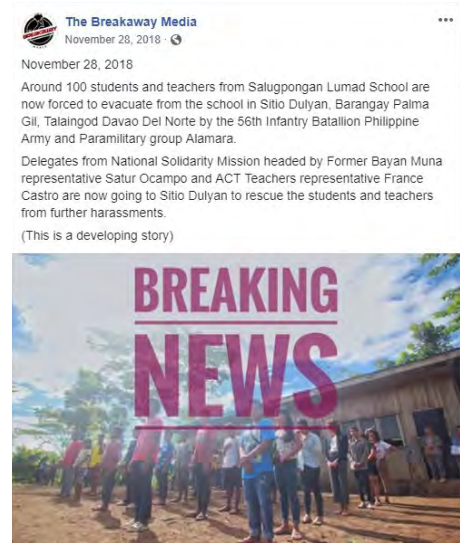 The Breakaway Media
November 28, 2018
November 28, 2018
Around 100 students and teachers from Salugpongan Lumad School are
now forced to evacuate from the school in Sitio Dulyan, Barangay Palma
Gil, Talaingod Davao Del Norte by the 56th Infantry Batallion Philippine
Army and Paramilitary group Alamara.
Delegates from National Solidarity Mission headed by Former Bayan Muna
representative Satur Ocampo and ACT Teachers representative France
Castro are now going to Sitio Dulyan to rescue the students and teachers
from further harassments.
(This is a developing story)
BREAKING
NEWS